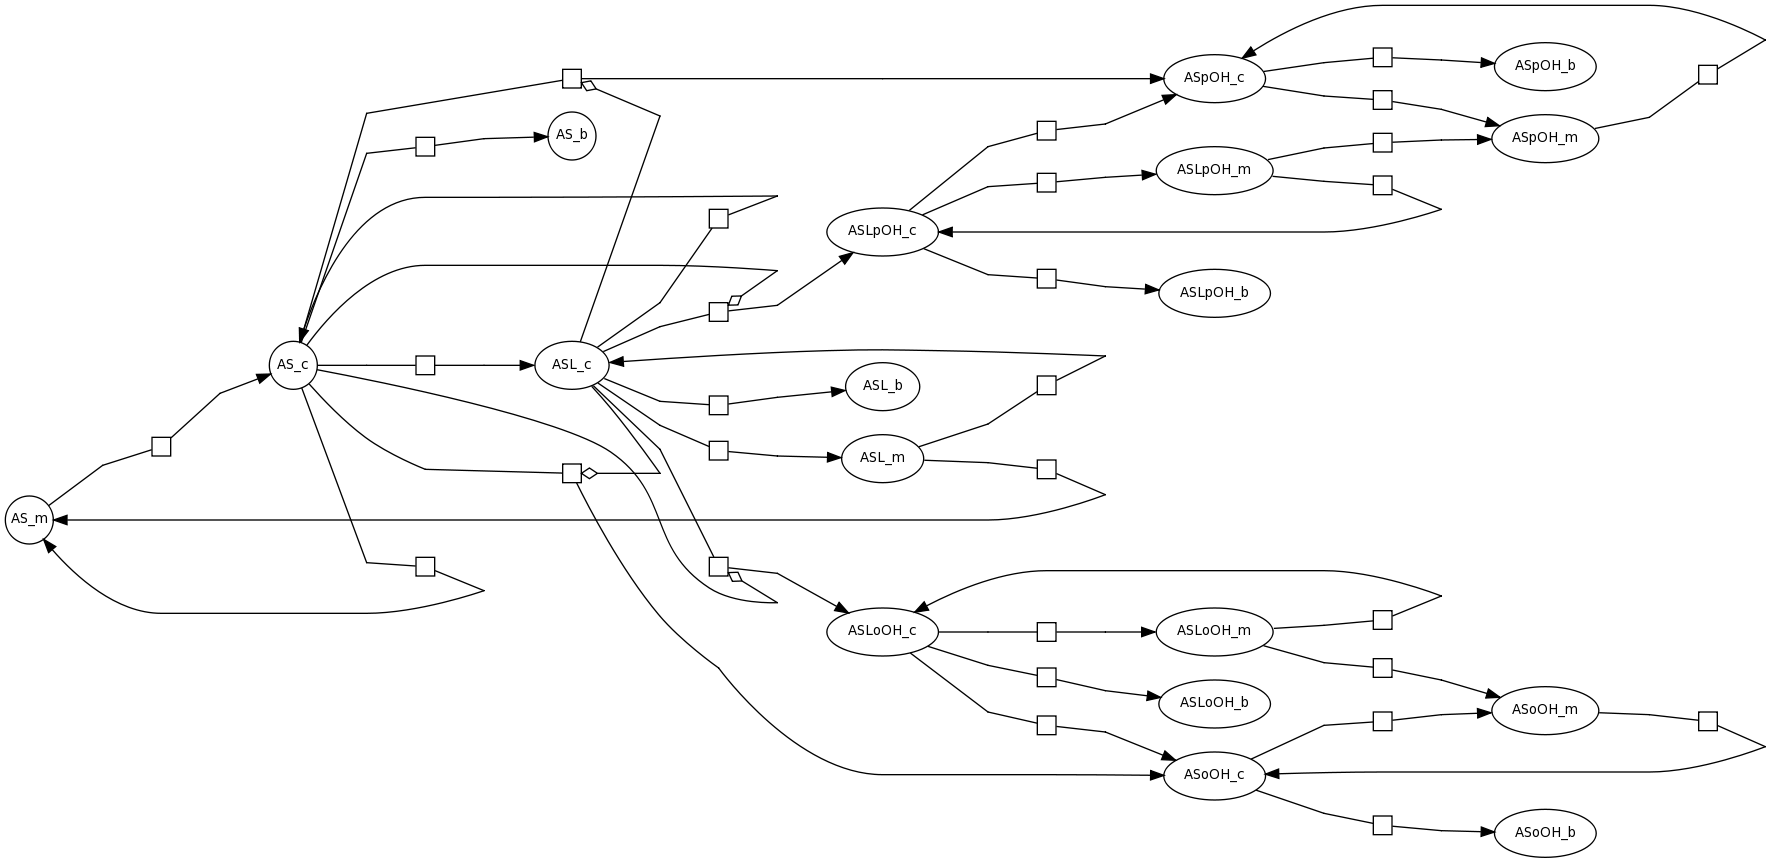 ASpOH_c
ASpOH_b
AS_b
ASpOH_m
ASLpOH_m
ASLpOH_c
ASLpOH_b
AS_c
ASL_c
ASL_b
ASL_m
AS_m
ASLoOH_c
ASLoOH_m
ASLoOH_b
ASoOH_m
ASoOH_c
ASoOH_b